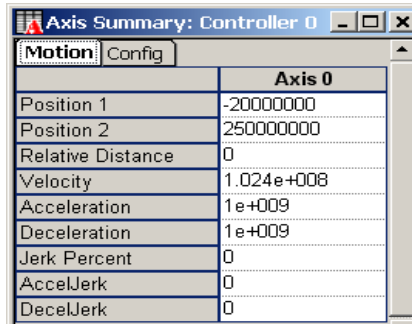 Axis Summary: Controller 0
Motion Config
Axis 0
Position 1 -20000000
Position 2 250000000
Relative Distance 0
Velocity 1.024e+008
Acceleration 1e+009
Deceleration 1e+009
Jerk Percent 0
AccelJerk 0
DecelJerk 0